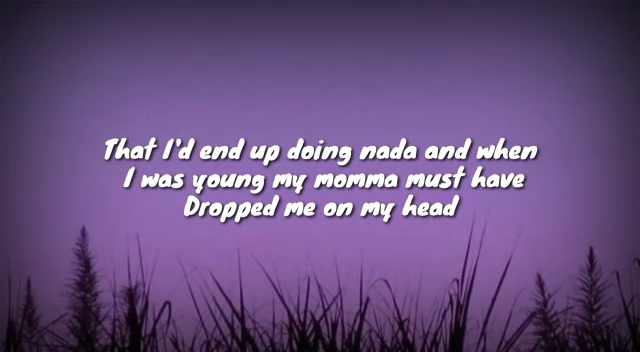 That I'd end up doing nada and when
I was young my momma must have
Dropped me on my head